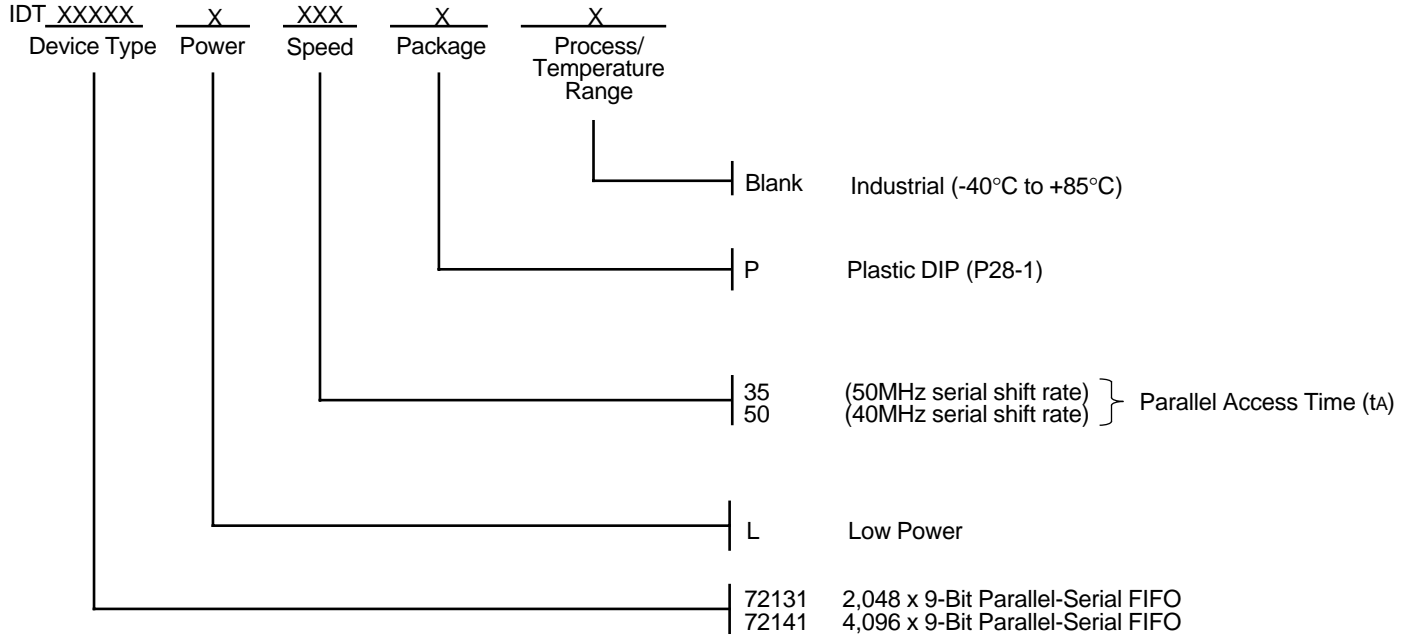 IDT XXXXX X XXX X X
Device Type Power Speed Package Process/
Temperature
Range
Blank Industrial (-40°C to +85°C)
P Plastic DIP (P28-1)
35 (50MHz serial shift rate)
50 (40MHz serial shift rate)
Parallel Access Time (tA)
L Low Power
72131 2,048 x 9-Bit Parallel-Serial FIFO
72141 4,096 x 9-Bit Parallel-Serial FIFO